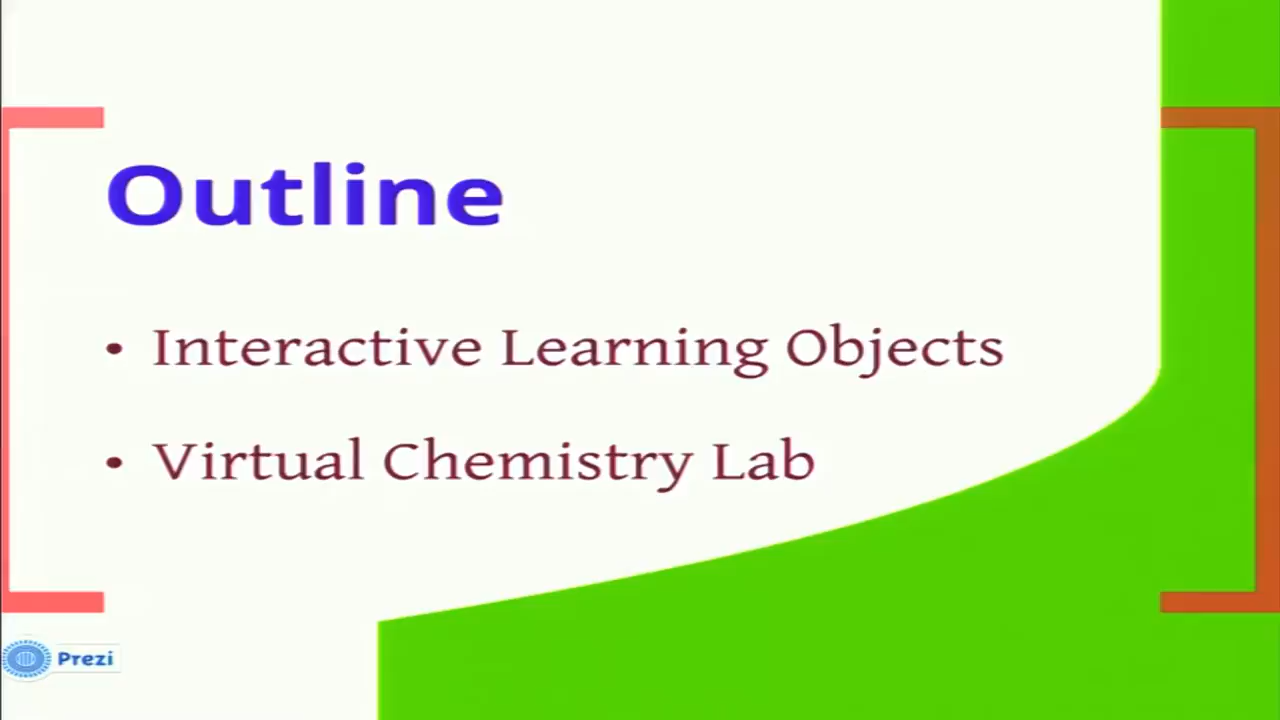 Outline
• Interactive Learning Objects
• Virtual Chemistry Lab
Prezi